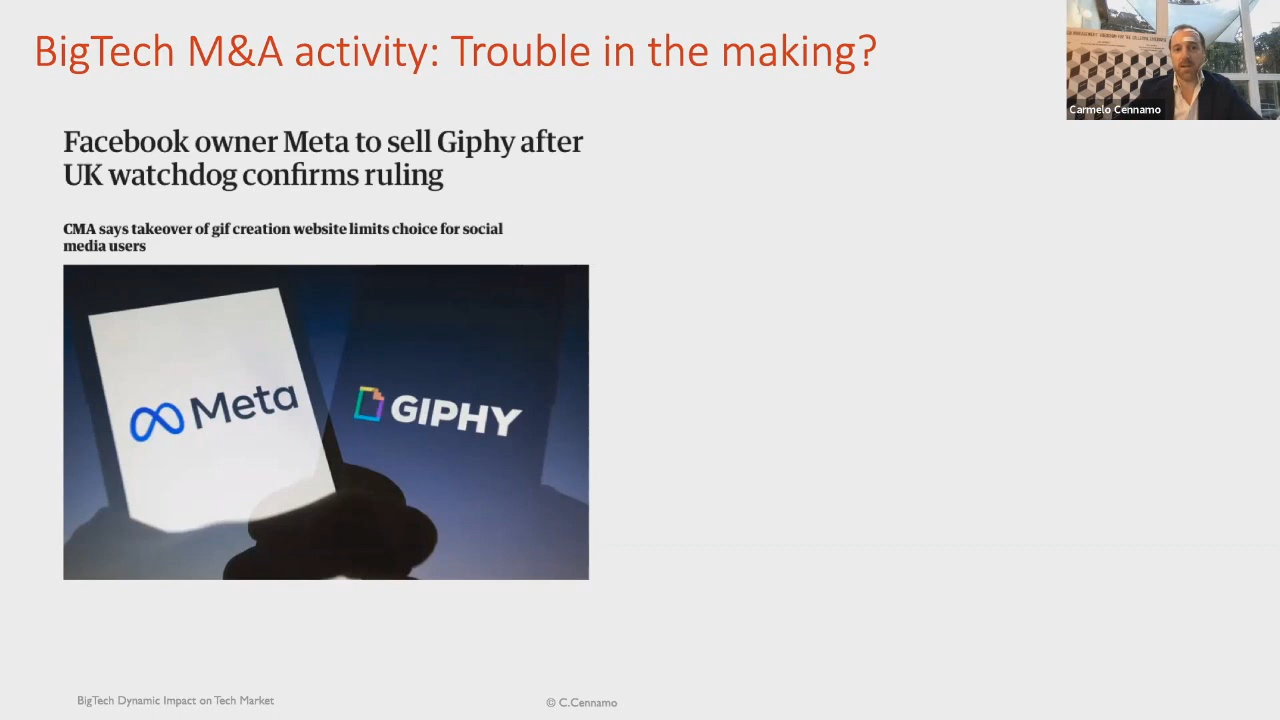 BigTech M&A activity: Trouble in the making?
Carmelo Cennamo
Facebook owner Meta to sell Giphy after
UK watchdog confirms ruling
CMA says takeover of gif creation website limits choice for social
media users
Meta
GIPHY
BigTech Dynamic Impact on Tech Market
© C.Cennamo